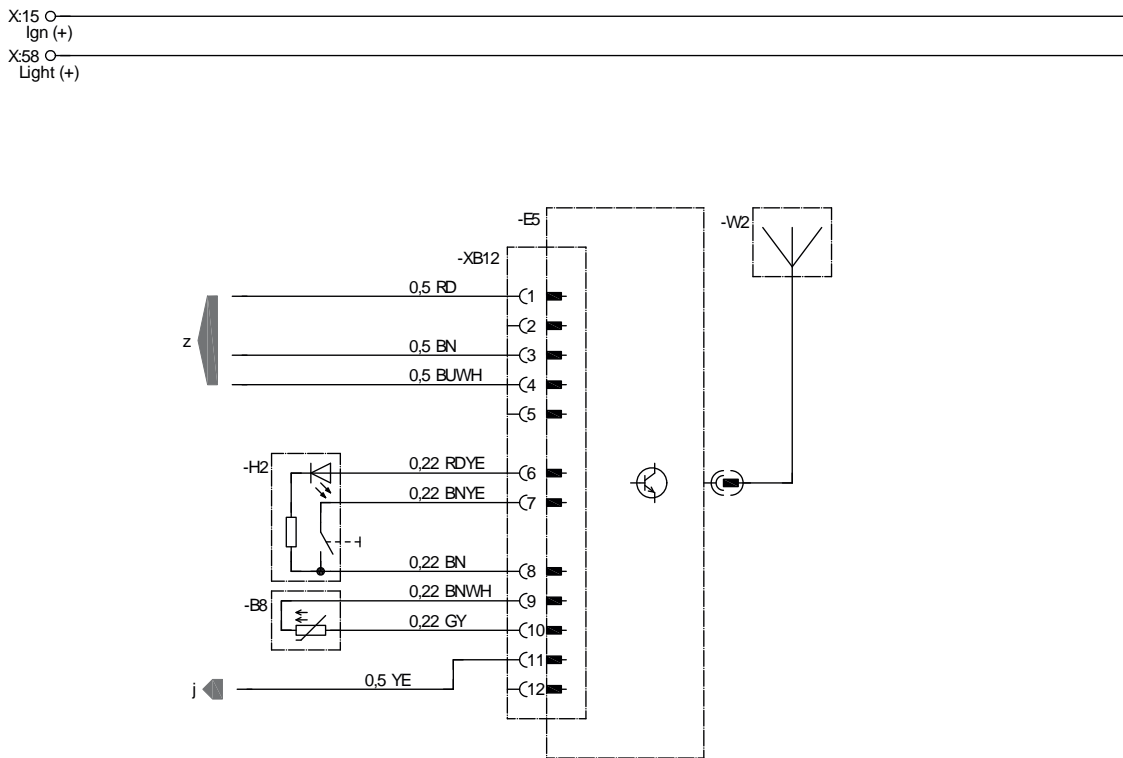 X:15
Ign (+)
X:58
Light (+)
-E5
-W2
-XB12
0,5 RD
1
2
z
0,5 BN
3
0,5 BUWH
4
5
-H2
0,22 RDYE
6
0,22 BNYE
7
0,22 BN
8
0,22 BNWH
9
-B8
0,22 GY
10
11
j
0,5 YE
12